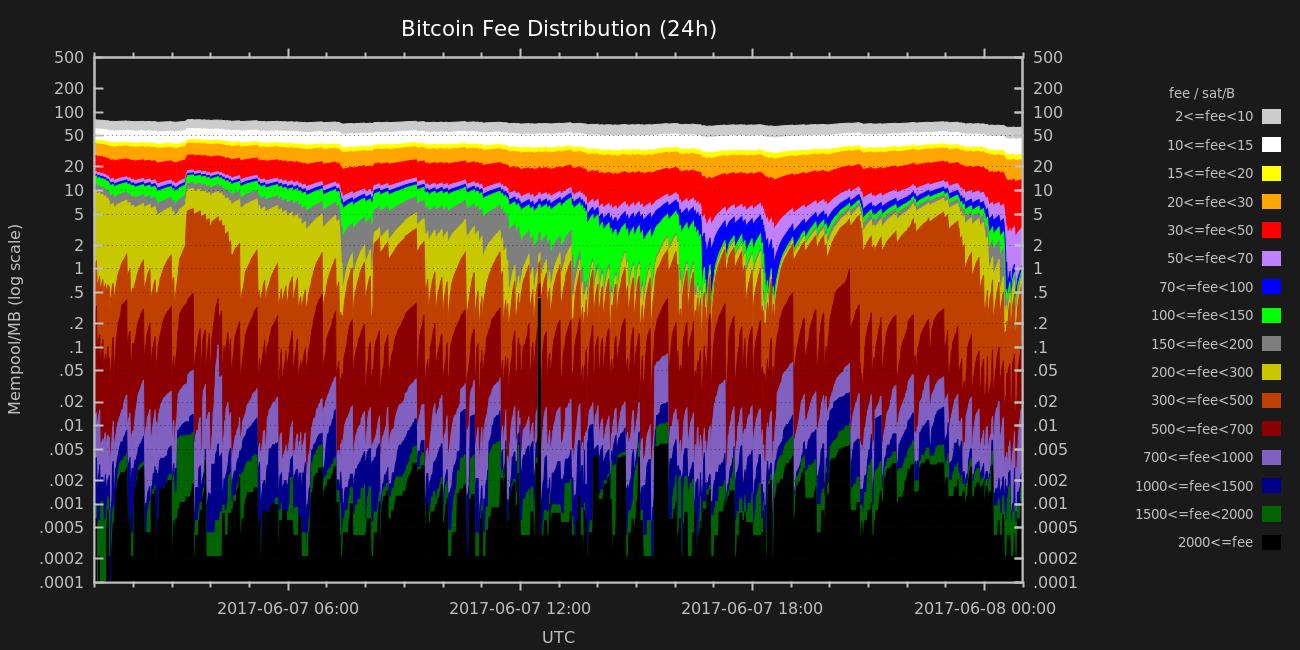 Bitcoin Fee Distribution (24h)
500
200
100
50
20
10
5
2
1
.5
.2
.1
.05
.02
.01
.005
.002
.001
.0005
.0002
.0001
Mempool/MB (log scale)
500
200
100
50
20
10
5
2
1
.5
.2
.1
.05
.02
.01
.005
.002
.001
.0005
.0002
.0001
2017-06-07 06:00
2017-06-07 12:00
2017-06-07 18:00
2017-06-08 00:00
UTC
fee / sat/B
2<=fee<10
10<=fee<15
15<=fee<20
20<=fee<30
30<=fee<50
50<=fee<70
70<=fee<100
100<=fee<150
150<=fee<200
200<=fee<300
300<=fee<500
500<=fee<700
700<=fee<1000
1000<=fee<1500
1500<=fee<2000
2000<=fee